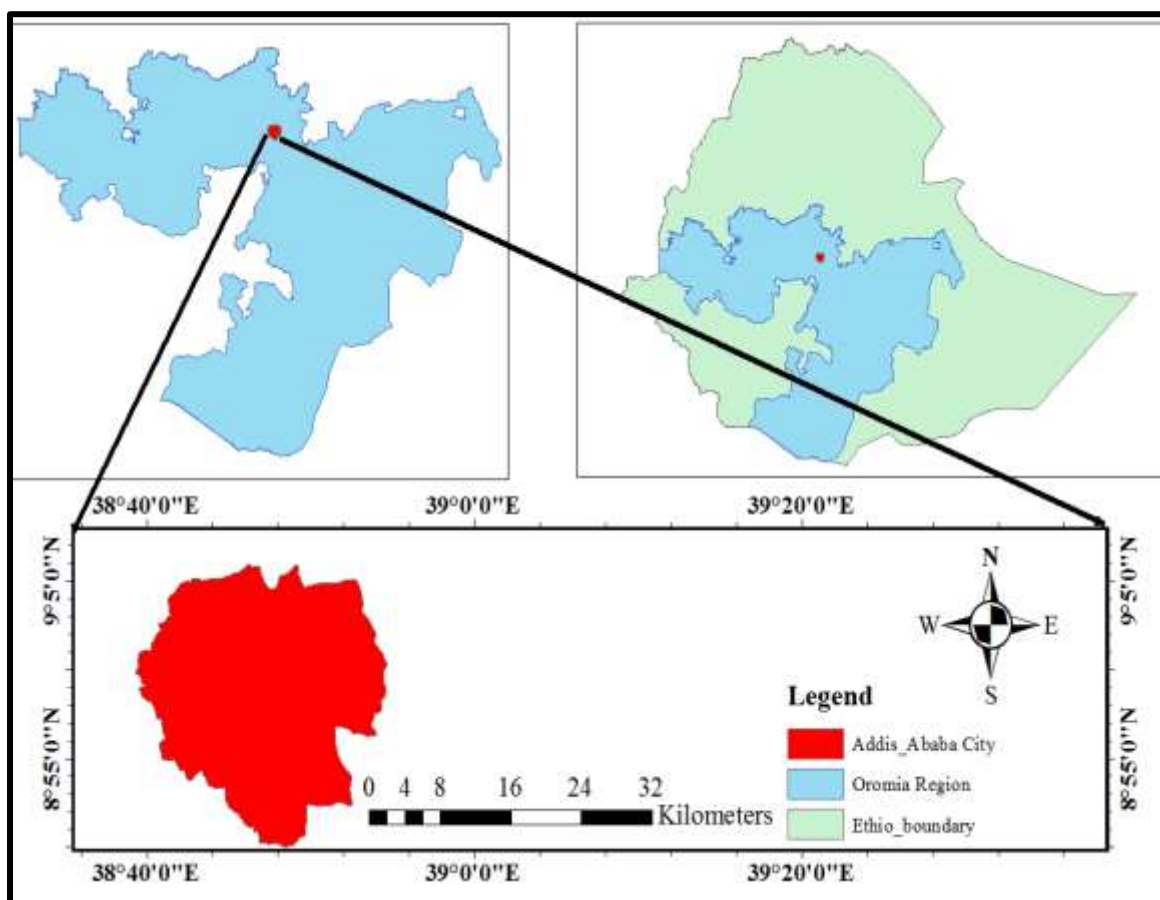 38°40'0"E 39°0'0"E 39°20'0"E
9°5'0"N
8°55'0"N
9°5'0"N
8°55'0"N
N
W E
S
Legend
Addis_Ababa City
Oromia Region
Ethio_boundary
0 4 8 16 24 32
Kilometers
38°40'0"E 39°0'0"E 39°20'0"E